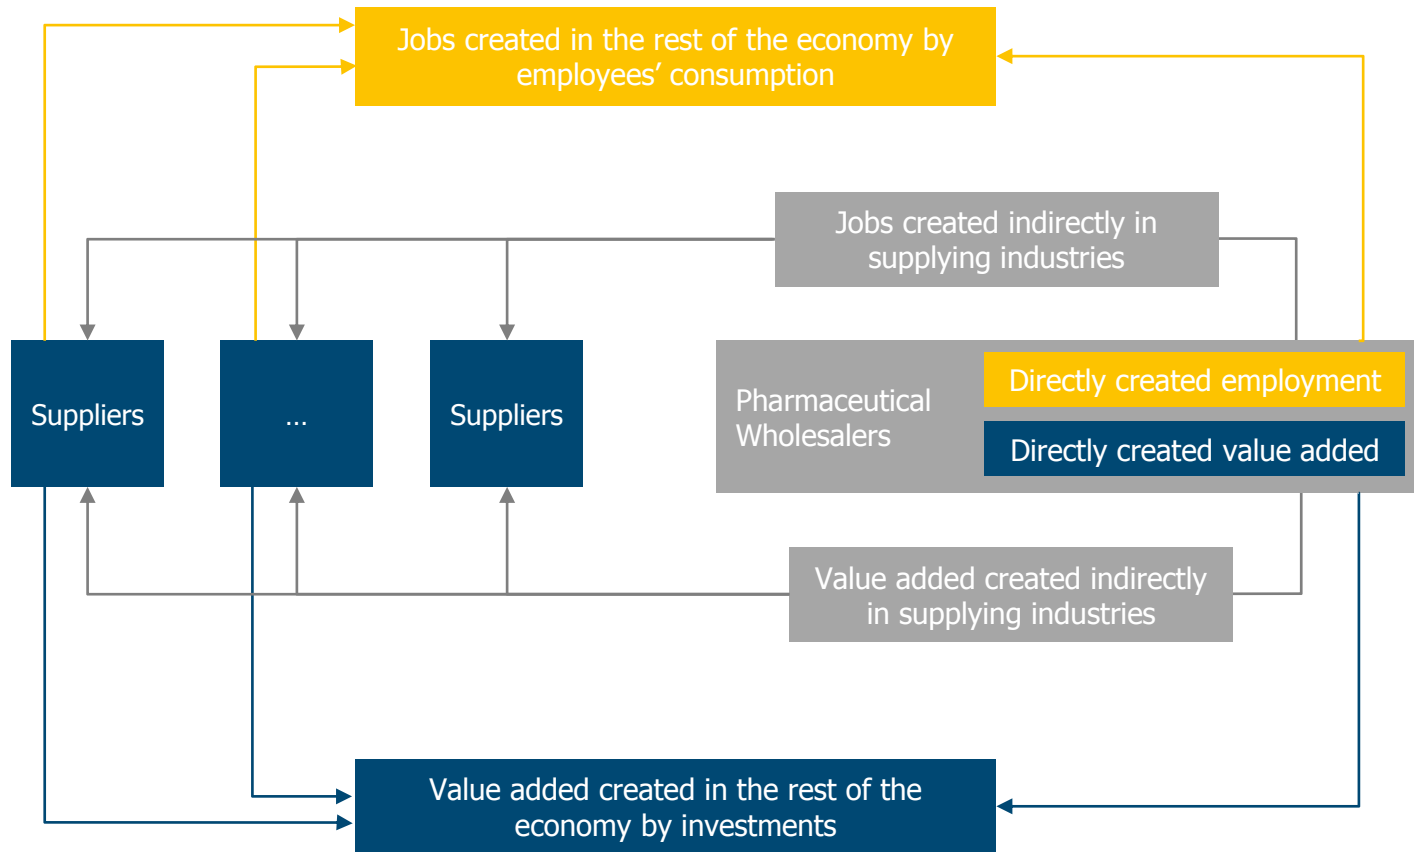 Jobs created in the rest of the economy by
employees’ consumption
Jobs created indirectly in
supplying industries
Suppliers
...
Suppliers
Pharmaceutical
Wholesalers
Directly created employment
Directly created value added
Value added created indirectly
in supplying industries
Value added created in the rest of the
economy by investments